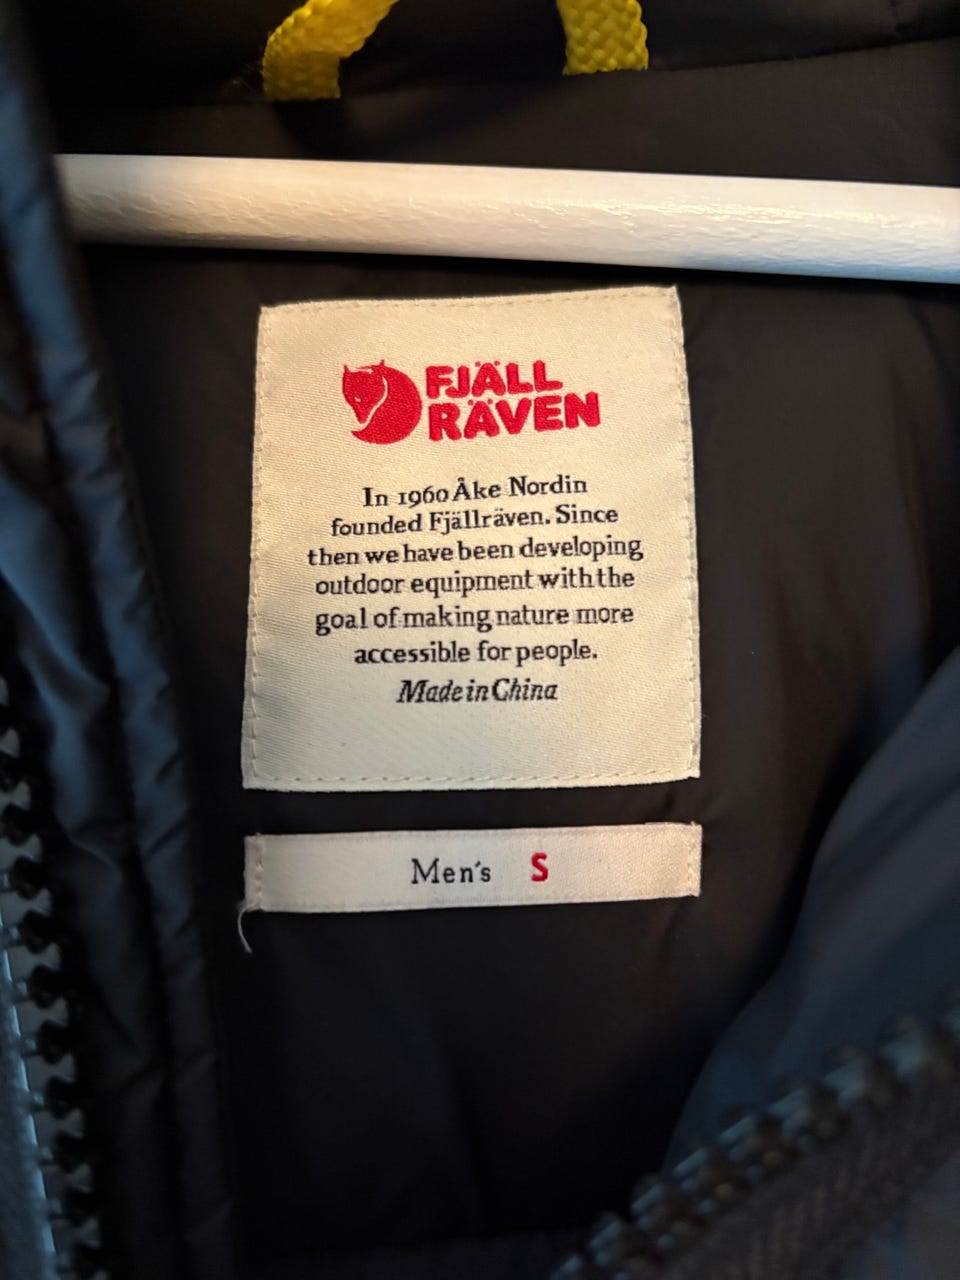 FJÄLL
RÄVEN
In 1960 Åke Nordin
founded Fjällräven. Since
then we have been developing
outdoor equipment with the
goal of making nature more
accessible for people.
Made in China
Men's S